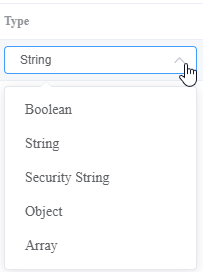 Type
String
Boolean
String
Security String
Object
Array